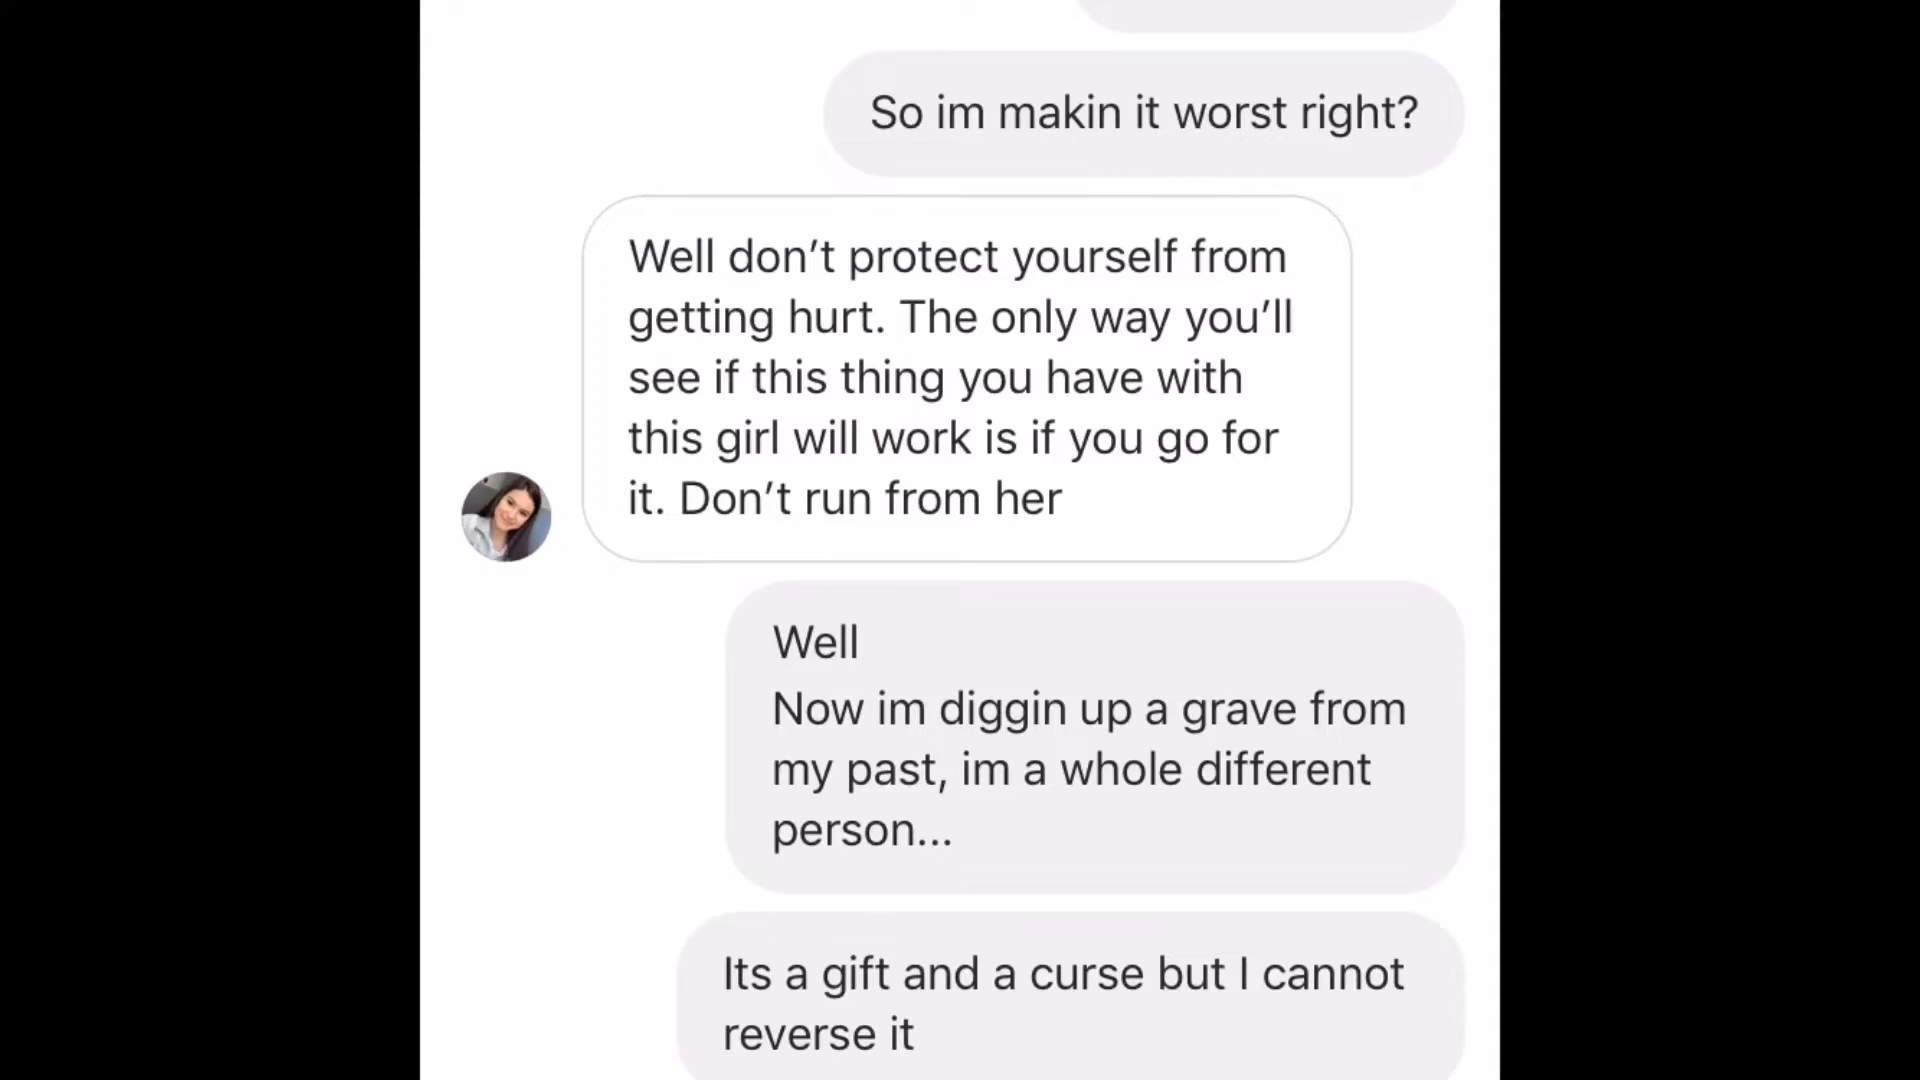 So im makin it worst right?
Well don’t protect yourself from
getting hurt. The only way you’ll
see if this thing you have with
this girl will work is if you go for
it. Don’t run from her
Well
Now im diggin up a grave from
my past, im a whole different
person...
Its a gift and a curse but I cannot
reverse it